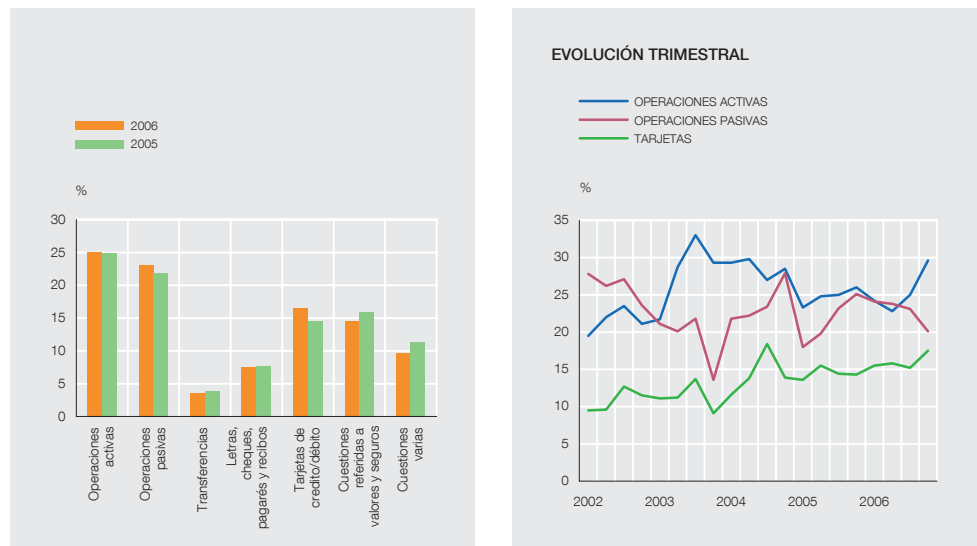 2006
2005
%
30
25
20
15
10
5
0
Operaciones
activas
Operaciones
pasivas
Transferencias
Letras,
cheques,
pagarés y recibos
Tarjetas de
credito/débito
Cuestiones
referidas a
valores y seguros
Cuestiones
varias
EVOLUCIÓN TRIMESTRAL
OPERACIONES ACTIVAS
OPERACIONES PASIVAS
TARJETAS
%
35
30
25
20
15
10
5
0
2002 2003 2004 2005 2006